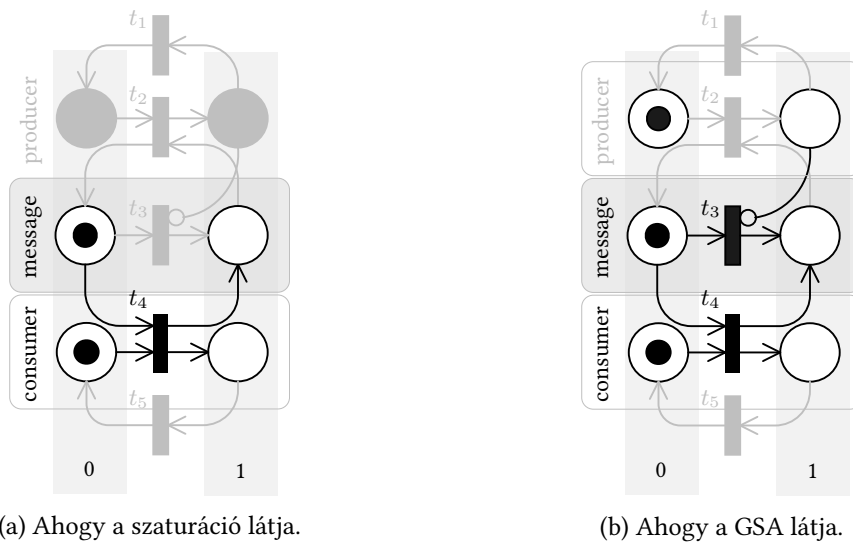 t₁
t₂
producer
t₃
message
t₄
consumer
t₅
0 1
(a) Ahogy a szaturáció látja.
t₁
t₂
producer
t₃
message
t₄
consumer
t₅
0 1
(b) Ahogy a GSA látja.